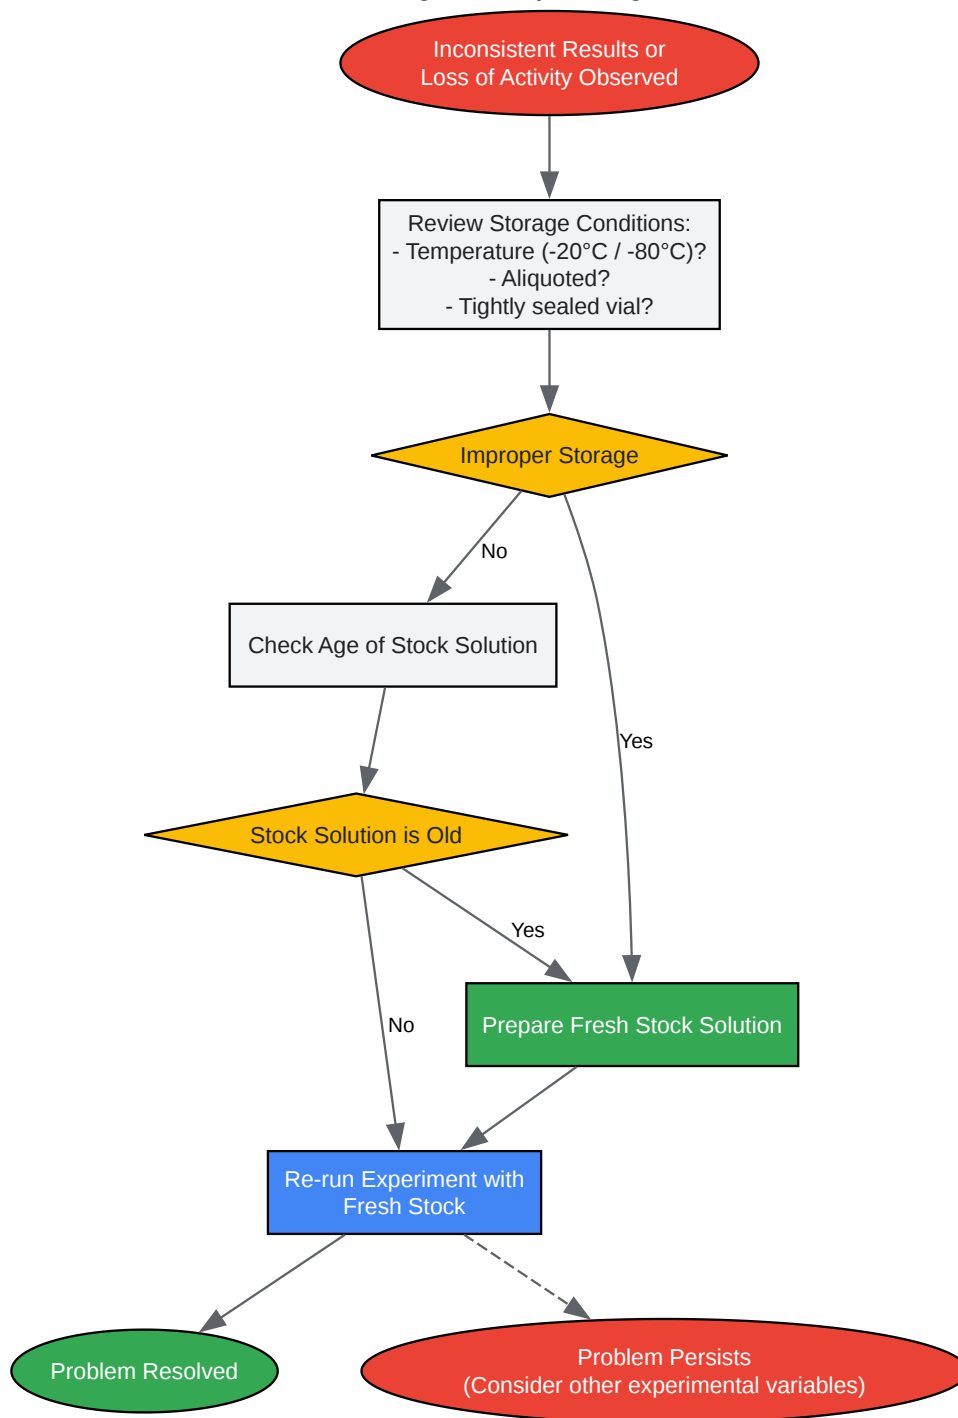 Inconsistent Results or
Loss of Activity Observed
Review Storage Conditions:
- Temperature (-20°C / -80°C)?
- Aliquoted?
- Tightly sealed vial?
Improper Storage
No
Check Age of Stock Solution
Yes
Stock Solution is Old
Yes
No
Prepare Fresh Stock Solution
Re-run Experiment with
Fresh Stock
Problem Resolved
Problem Persists
(Consider other experimental variables)